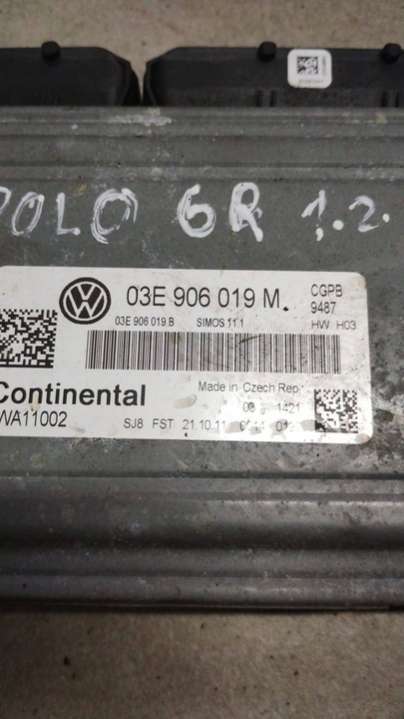 POLO 6R 1.2.
03E 906 019 M. CGPB
03E 906 019 B SIMOS 11.1 9487
HW H03
Continental
Made in Czech Rep.
WA11002
1421
SJ8 FST 21.10.11